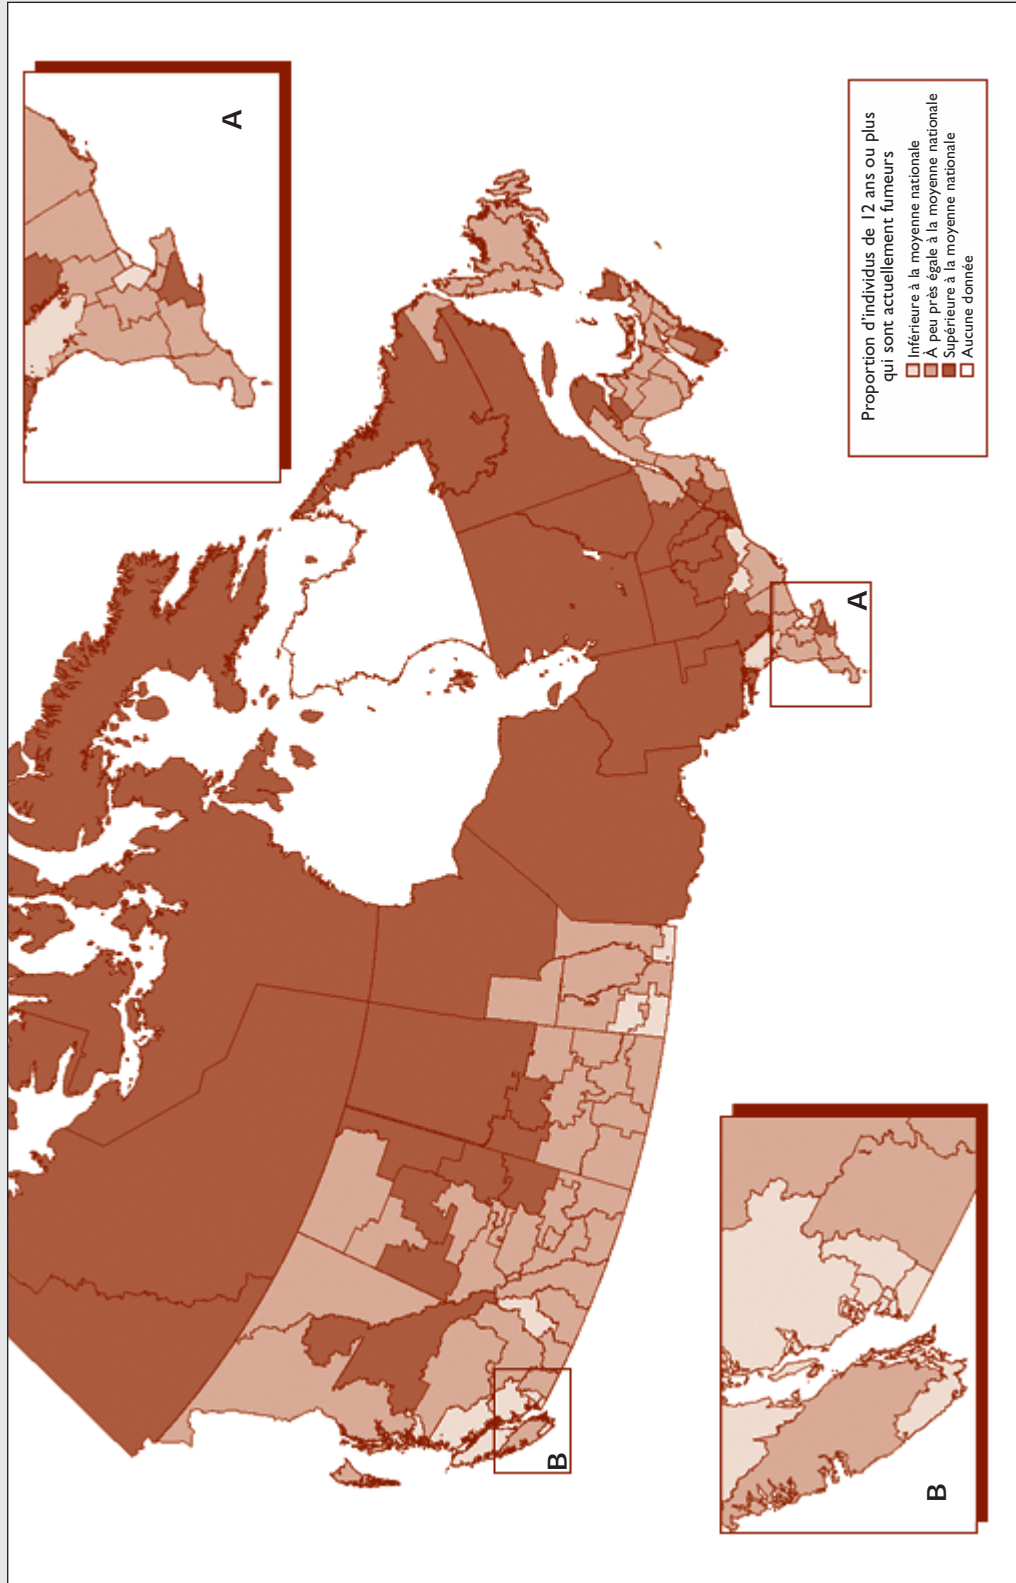 A
Proportion d'individus de 12 ans ou plus
qui sont actuellement fumeurs
Inférieure à la moyenne nationale
À peu près égale à la moyenne nationale
Supérieure à la moyenne nationale
Aucune donnée
A
B
B